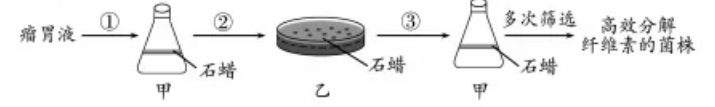 瘤胃液 ① ② ③ 多次筛选 高效分解
纤维素的菌株
石蜡 石蜡 石蜡
甲 乙 甲